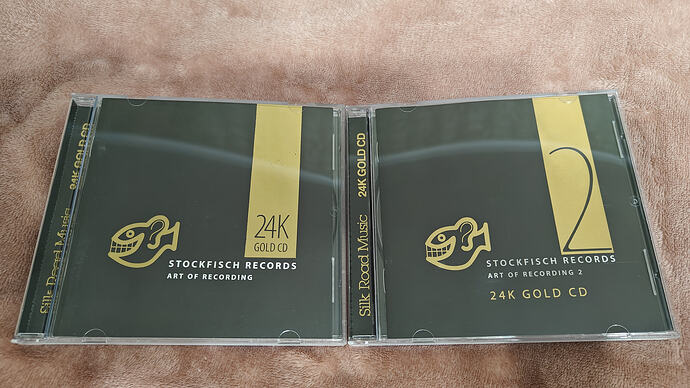 Silk Road Music 24K GOLD CD
24K
GOLD CD
?
STOCKFISCH RECORDS
ART OF RECORDING
Silk Road Music 24K GOLD CD
2
?
STOCKFISCH RECORDS
ART OF RECORDING 2
24K GOLD CD